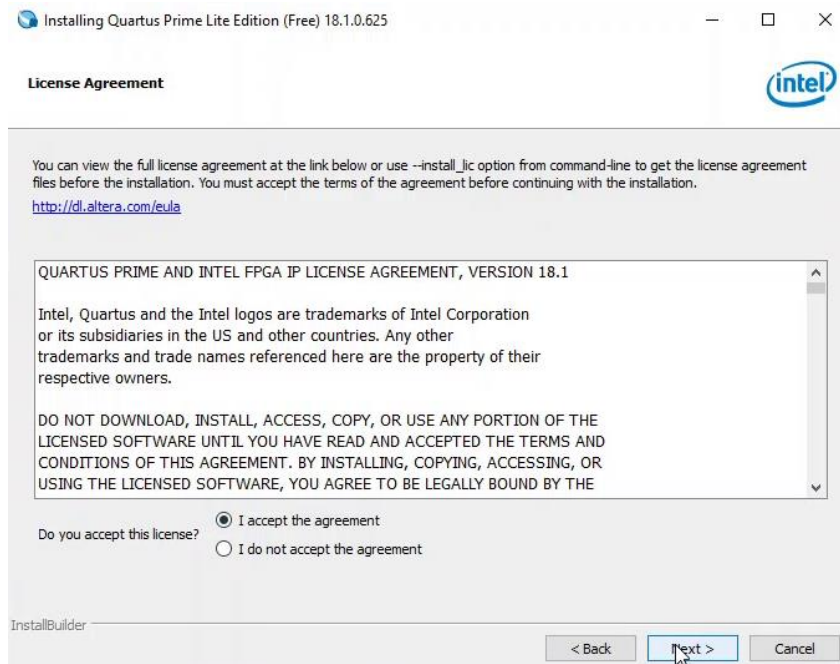 Installing Quartus Prime Lite Edition (Free) 18.1.0.625
License Agreement
intel
You can view the full license agreement at the link below or use --install_lic option from command-line to get the license agreement
files before the installation. You must accept the terms of the agreement before continuing with the installation.
http://dl.altera.com/eula
QUARTUS PRIME AND INTEL FPGA IP LICENSE AGREEMENT, VERSION 18.1
Intel, Quartus and the Intel logos are trademarks of Intel Corporation
or its subsidiaries in the US and other countries. Any other
trademarks and trade names referenced here are the property of their
respective owners.
DO NOT DOWNLOAD, INSTALL, ACCESS, COPY, OR USE ANY PORTION OF THE
LICENSED SOFTWARE UNTIL YOU HAVE READ AND ACCEPTED THE TERMS AND
CONDITIONS OF THIS AGREEMENT. BY INSTALLING, COPYING, ACCESSING, OR
USING THE LICENSED SOFTWARE, YOU AGREE TO BE LEGALLY BOUND BY THE
Do you accept this license?
I accept the agreement
I do not accept the agreement
InstallBuilder
< Back
Next >
Cancel